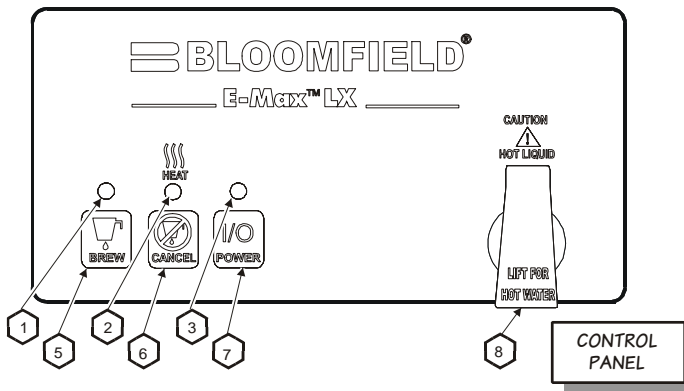 BLOOMFIELD®
E-Max™ LX
CAUTION
HOT LIQUID
HEAT
BREW
CANCEL
I/O
POWER
LIFT FOR
HOT WATER
1
2
3
5
6
7
8
CONTROL
PANEL